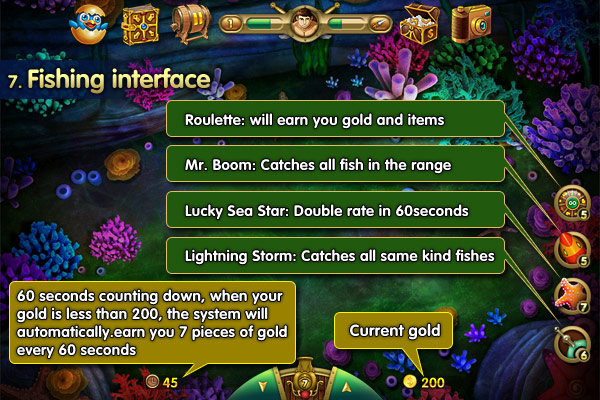 1
7. Fishing interface
Roulette: will earn you gold and items
Mr. Boom: Catches all fish in the range
Lucky Sea Star: Double rate in 60seconds
Lightning Storm: Catches all same kind fishes
5
5
7
6
60 seconds counting down, when your
gold is less than 200, the system will
automatically.earn you 7 pieces of gold
every 60 seconds
Current gold
45
7
200